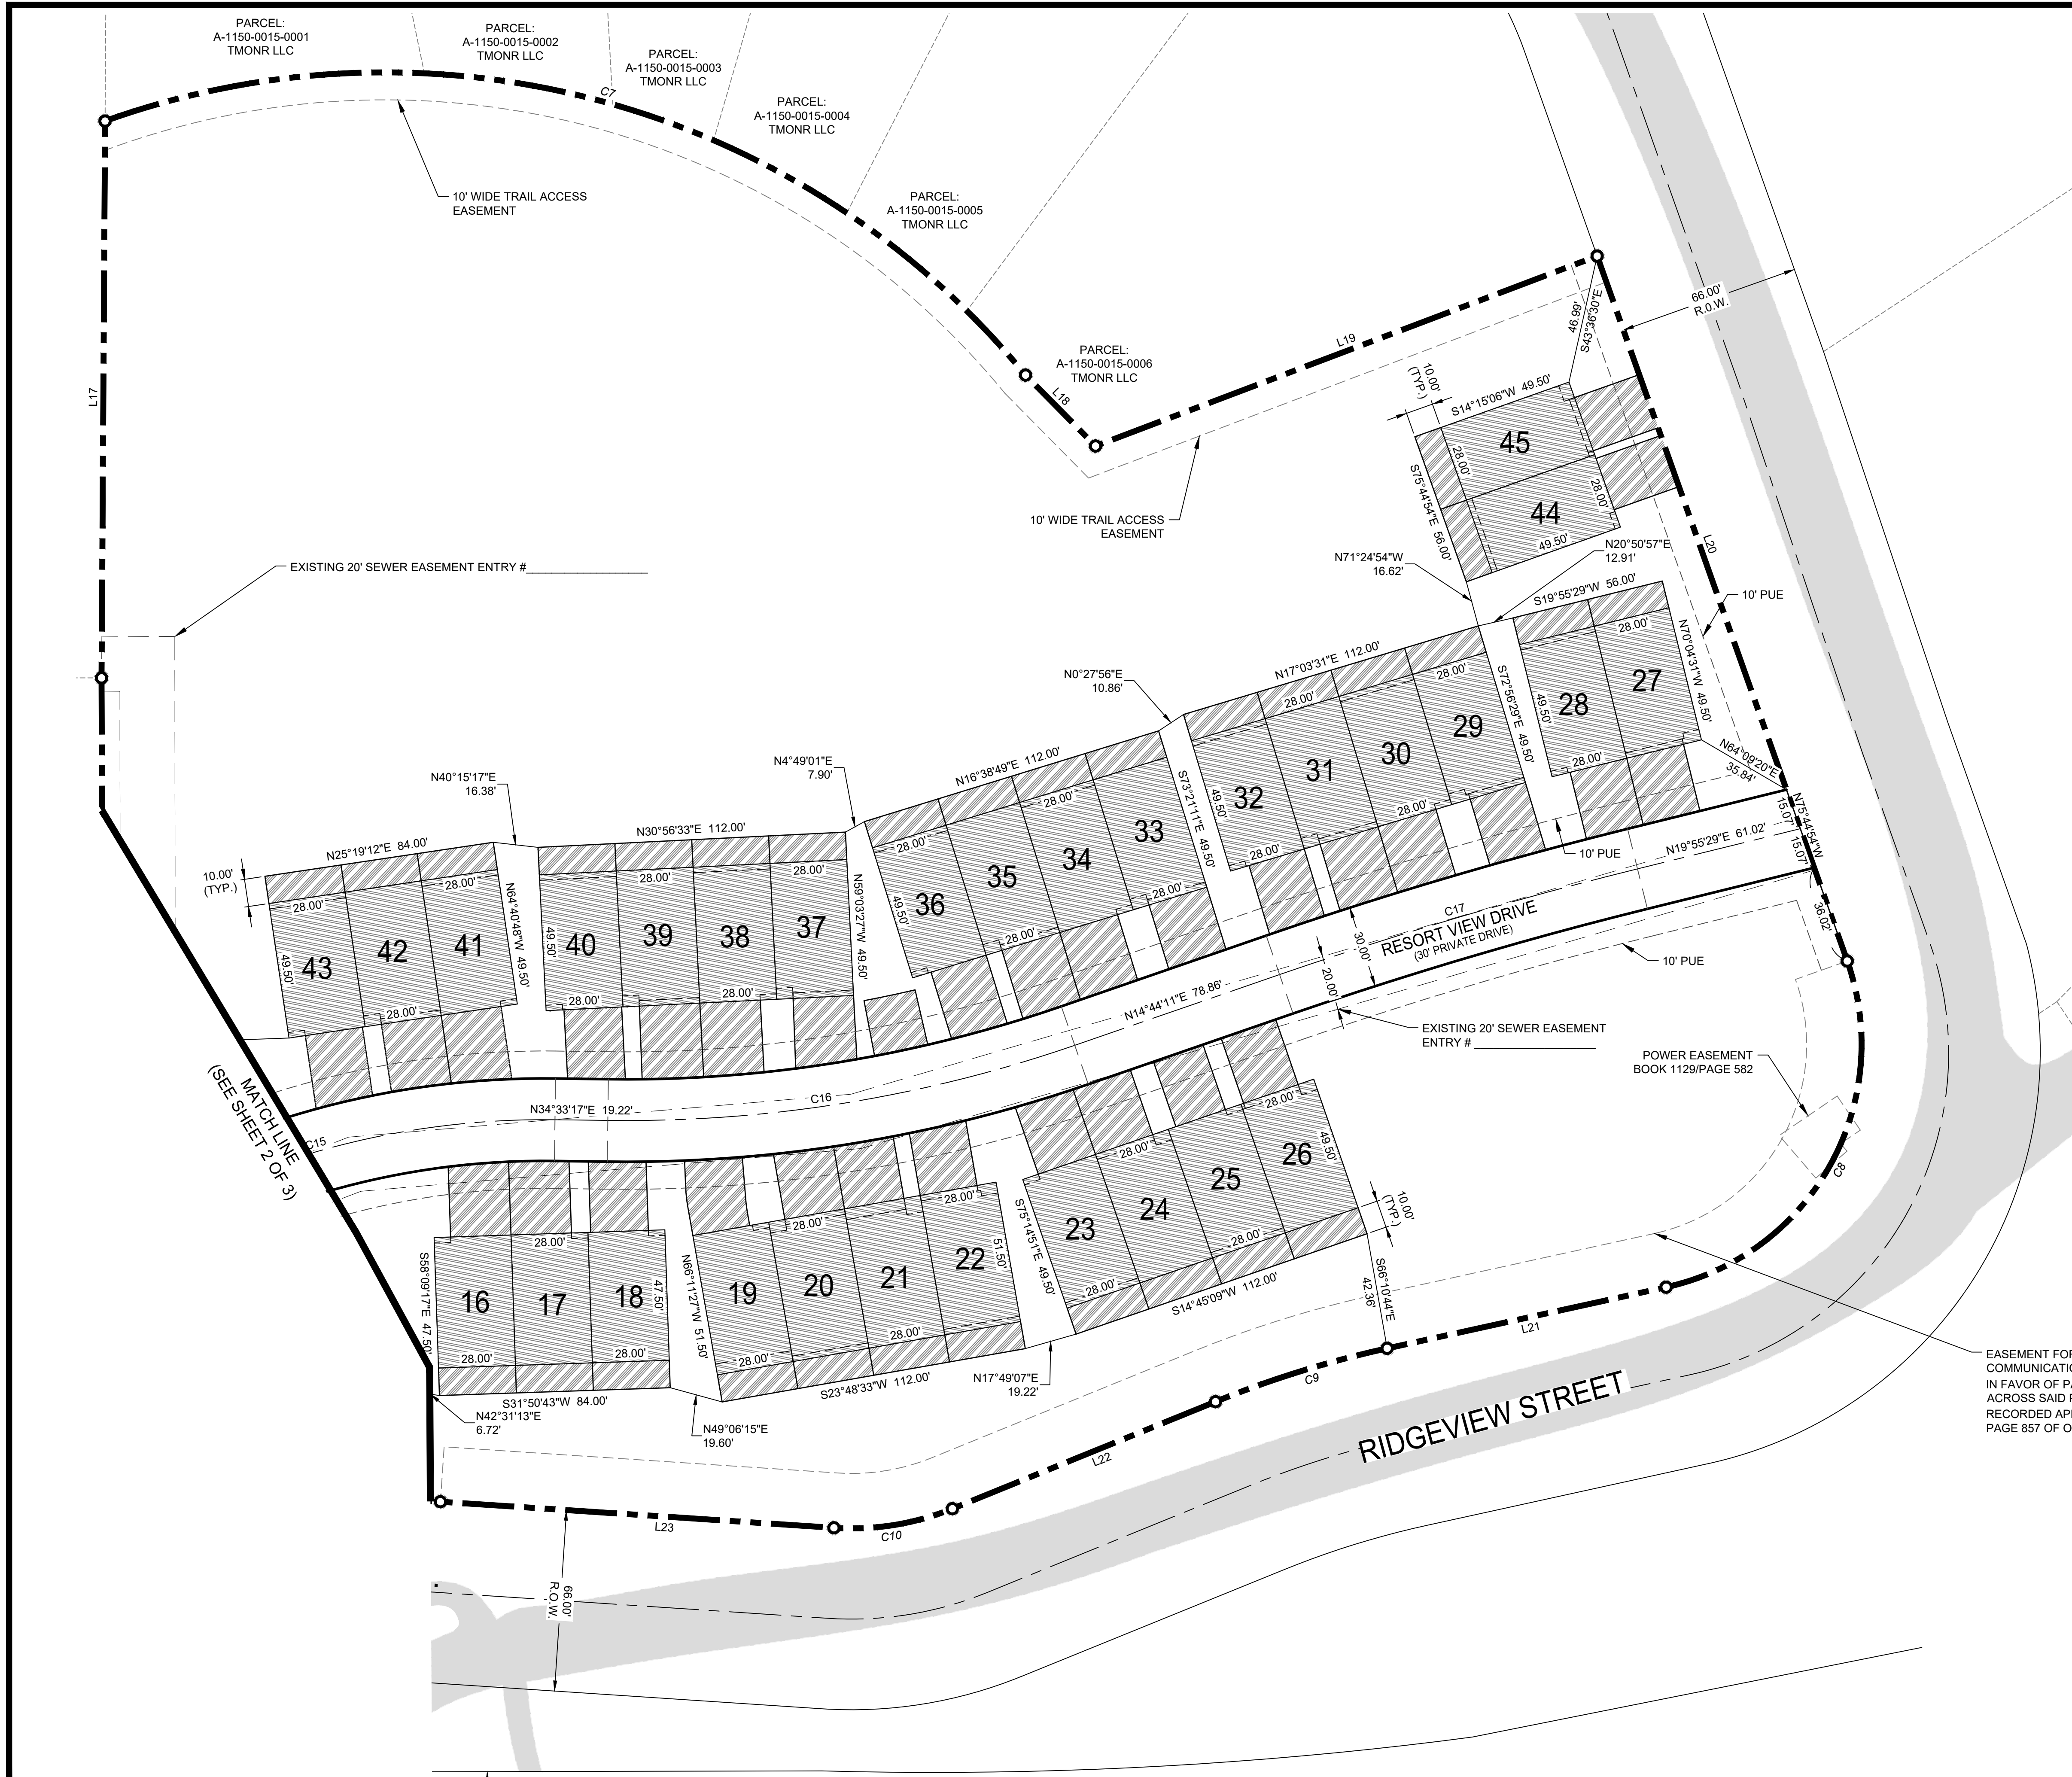 PARCEL:
A-1150-0015-0001
TMONR LLC
PARCEL:
A-1150-0015-0002
TMONR LLC
PARCEL:
A-1150-0015-0003
TMONR LLC
PARCEL:
A-1150-0015-0004
TMONR LLC
PARCEL:
A-1150-0015-0005
TMONR LLC
PARCEL:
A-1150-0015-0006
TMONR LLC
C7
10' WIDE TRAIL ACCESS
EASEMENT
L17
L18
L19
66.00'
R.O.W.
46.99'
S43°36'30"E
10.00'
(TYP.)
S14°15'06"W 49.50'
45
28.00'
S75°44'54"E 56.00'
44
28.00'
49.50'
10' WIDE TRAIL ACCESS
EASEMENT
L20
N71°24'54"W
16.62'
N20°50'57"E
12.91'
EXISTING 20' SEWER EASEMENT ENTRY #___________________
S19°55'29"W 56.00'
10' PUE
28.00'
N70°04'31"W 49.50'
27
28
49.50'
28.00'
N64°09'20"E
35.84'
S72°56'29"E 49.50'
N17°03'31"E 112.00'
28.00'
28.00'
29
30
31
32
49.50'
28.00'
28.00'
N0°27'56"E
10.86'
10' PUE
N75°44'54"W
15.07'
15.07'
N19°55'29"E 61.02'
36.02'
S73°21'11"E 49.50'
N16°38'49"E 112.00'
28.00'
28.00'
33
34
35
36
49.50'
28.00'
28.00'
N4°49'01"E
7.90'
N40°15'17"E
16.38'
N30°56'33"E 112.00'
28.00'
28.00'
37
38
39
40
49.50'
28.00'
28.00'
N59°03'27"W 49.50'
N25°19'12"E 84.00'
10.00'
(TYP.)
28.00'
28.00'
41
42
43
49.50'
28.00'
N64°40'48"W 49.50'
C17
RESORT VIEW DRIVE
(30' PRIVATE DRIVE)
30.00'
20.00'
10' PUE
N14°44'11"E 78.86'
EXISTING 20' SEWER EASEMENT
ENTRY # ___________________
POWER EASEMENT
BOOK 1129/PAGE 582
C8
C16
N34°33'17"E 19.22'
C15
MATCH LINE
(SEE SHEET 2 OF 3)
S58°09'17"E 47.50'
28.00'
16
17
18
47.50'
28.00'
28.00'
S31°50'43"W 84.00'
N42°31'13"E
6.72'
N66°11'27"W 51.50'
28.00'
28.00'
19
20
21
22
51.50'
28.00'
28.00'
S23°48'33"W 112.00'
N49°06'15"E
19.60'
N17°49'07"E
19.22'
S75°14'51"E 49.50'
28.00'
28.00'
23
24
25
26
49.50'
28.00'
28.00'
S14°45'09"W 112.00'
10.00'
(TYP.)
S66°10'44"E
42.36'
L21
C9
L22
C10
L23
66.00'
R.O.W.
RIDGEVIEW STREET
EASEMENT FOR
COMMUNICATIO
IN FAVOR OF PA
ACROSS SAID
RECORDED AP
PAGE 857 OF O